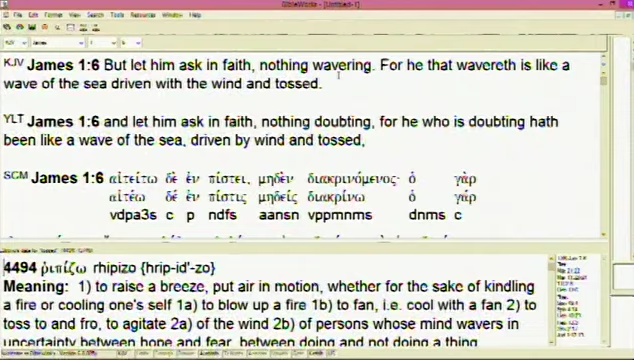 BibleWorks - [Untitled-1]
KJV James 1:6 But let him ask in faith, nothing wavering. For he that wavereth is like a
wave of the sea driven with the wind and tossed.
YLT James 1:6 and let him ask in faith, nothing doubting, for he who is doubting hath
been like a wave of the sea, driven by wind and tossed,
SGM James 1:6 αἰτείτω δὲ ἐν πίστει, μηδὲν διακρινόμενος· ὁ γὰρ
αἰτέω δέ ἐν πίστις μηδείς διακρίνω ὁ γάρ
vdpa3s c p ndfs aansn vppmnms dnms c
4494 ῥιπίζω rhipizo {hrip-id'-zo}
Meaning: 1) to raise a breeze, put air in motion, whether for the sake of kindling
a fire or cooling one's self 1a) to blow up a fire 1b) to fan, i.e. cool with a fan 2) to
toss to and fro, to agitate 2a) of the wind 2b) of persons whose mind wavers in
uncertainty between hope and fear, between doing and not doing a thing